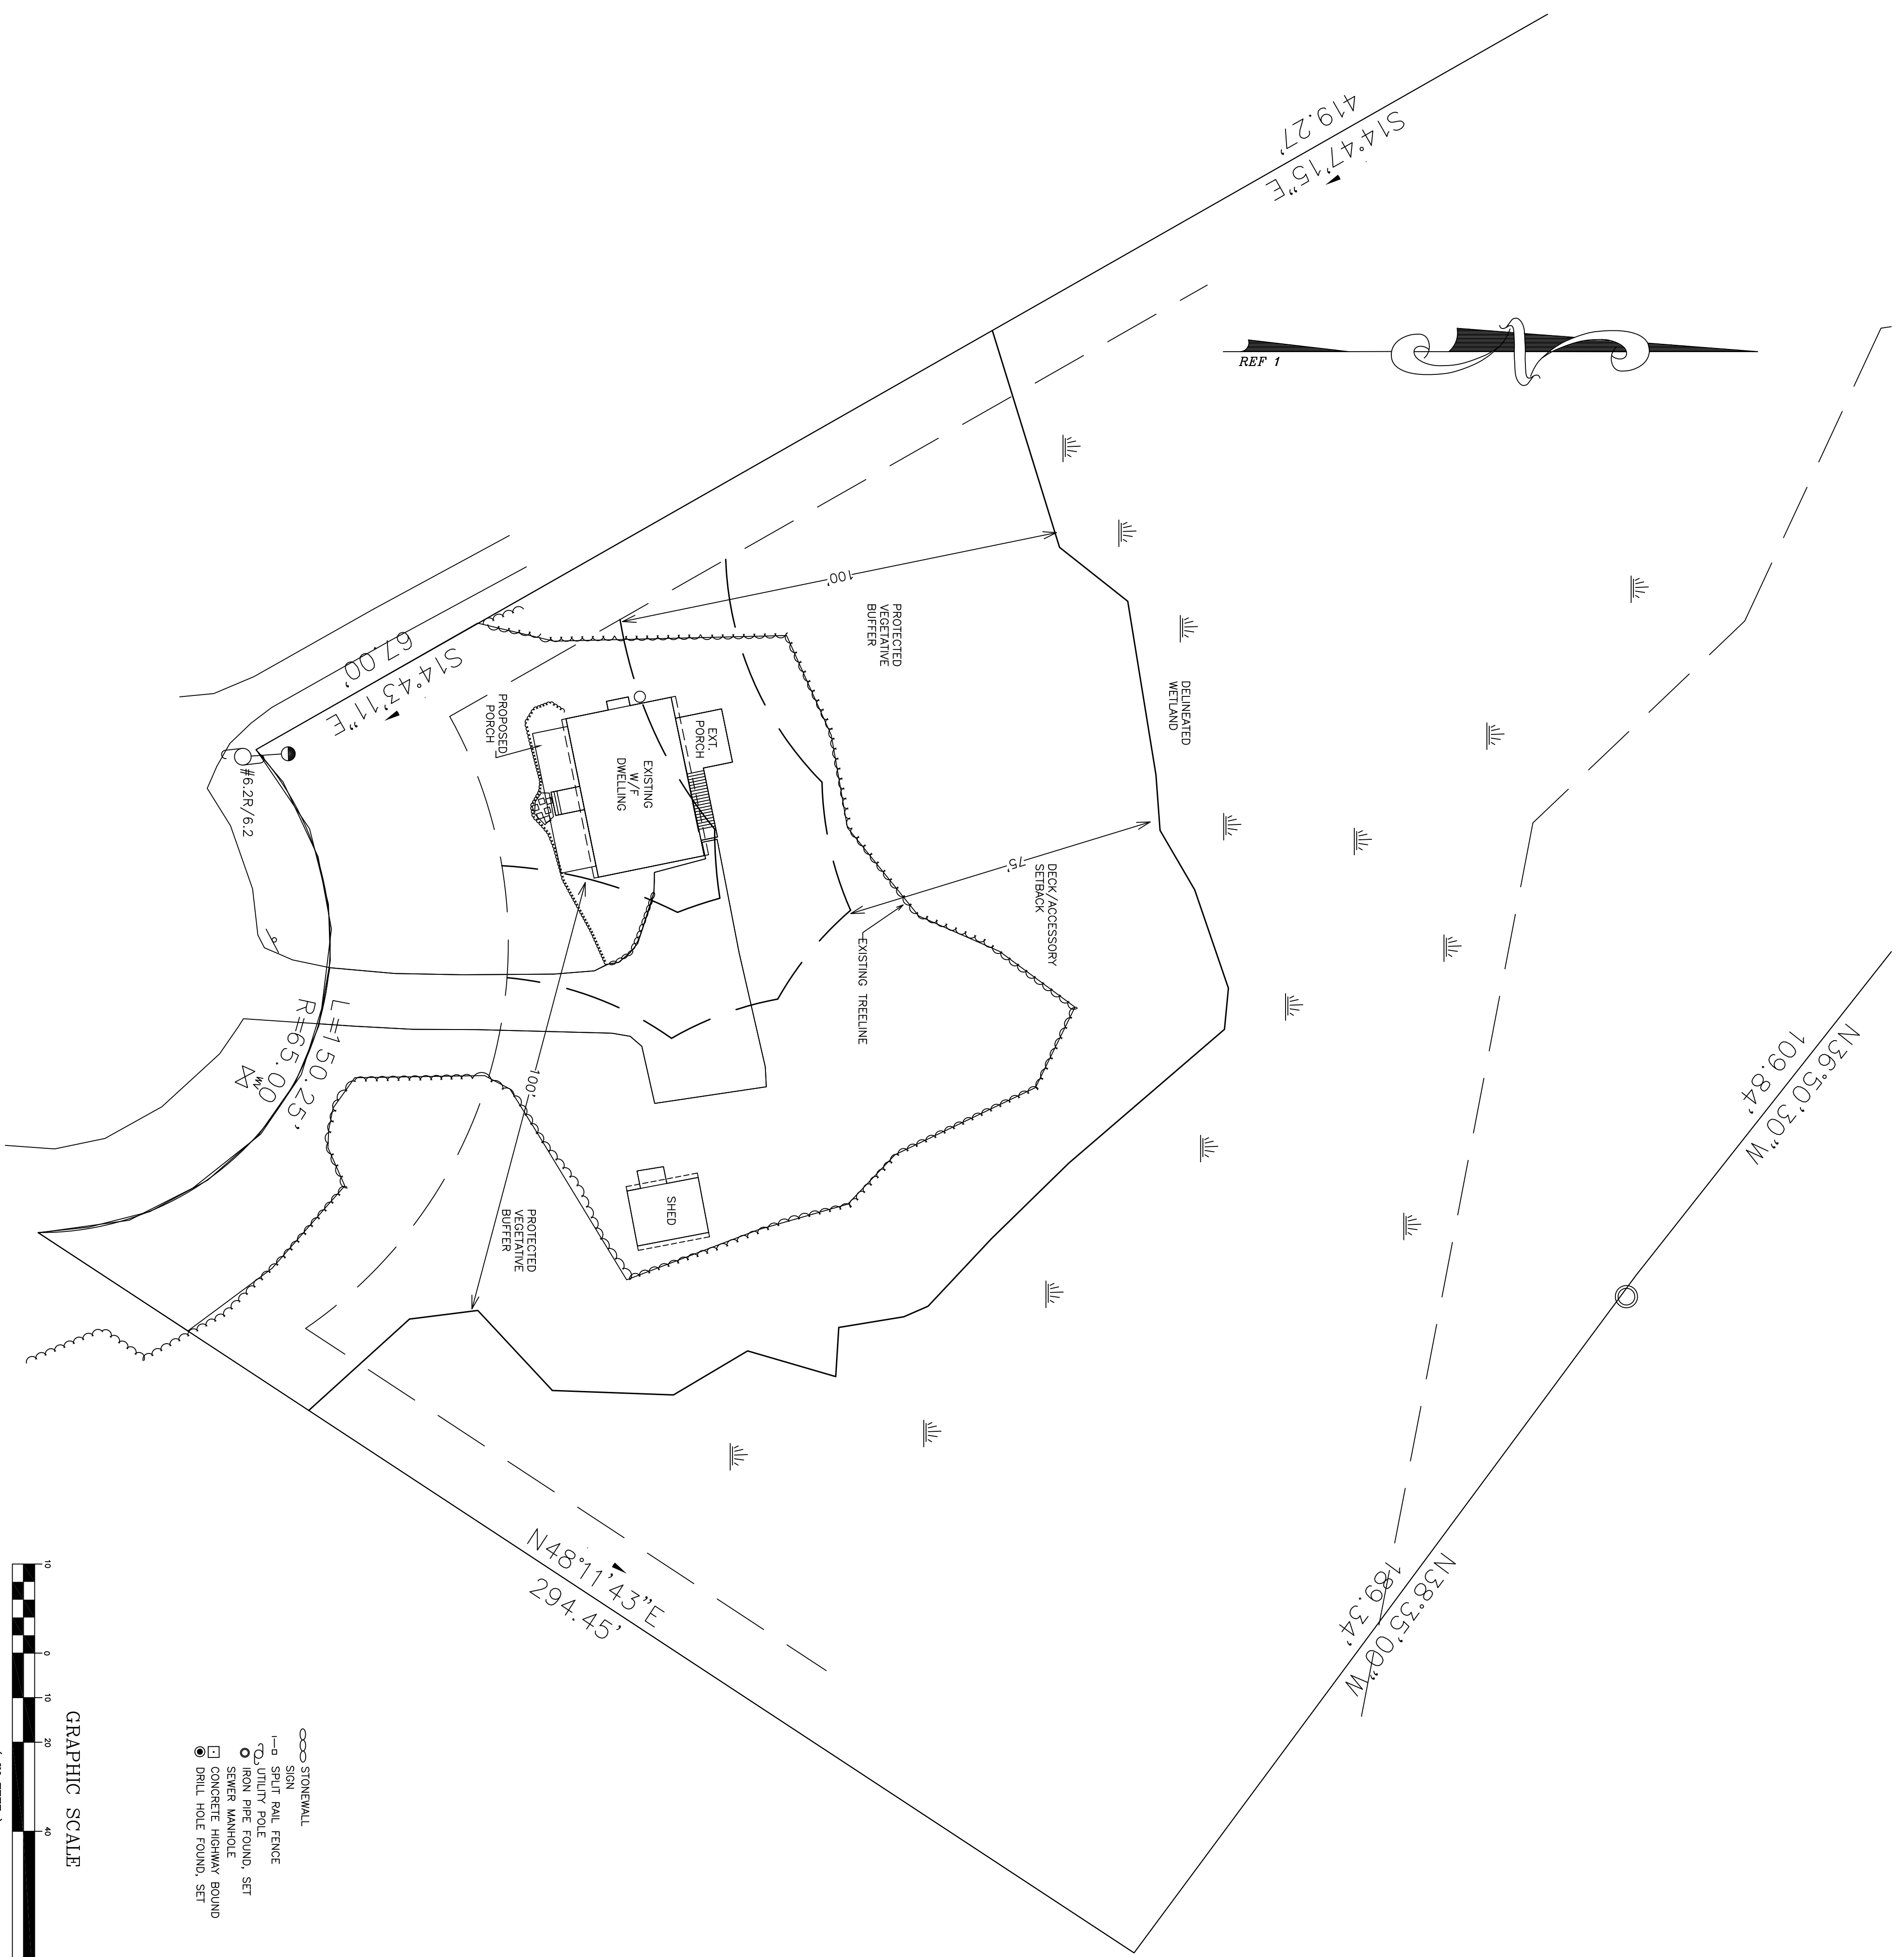 419.27'
S14°47'15"E
REF 1
100'
PROTECTED
VEGETATIVE
BUFFER
DELINEATED
WETLAND
67.00'
S14°43'11"E
PROPOSED
PORCH
EXT.
PORCH
EXISTING
W/F
DWELLING
#6.2R/6.2
75'
DECK/ACCESSORY
SETBACK
EXISTING TREELINE
L=150.25'
R=65.00
WV
100'
SHED
PROTECTED
VEGETATIVE
BUFFER
N36°50'30"W
109.84'
N38°35'00"W
189.34'
N48°11'43"E
294.45'
STONEWALL
SIGN
SPLIT RAIL FENCE
UTILITY POLE
IRON PIPE FOUND, SET
SEWER MANHOLE
CONCRETE HIGHWAY BOUND
DRILL HOLE FOUND, SET
GRAPHIC SCALE
10 0 10 20 40